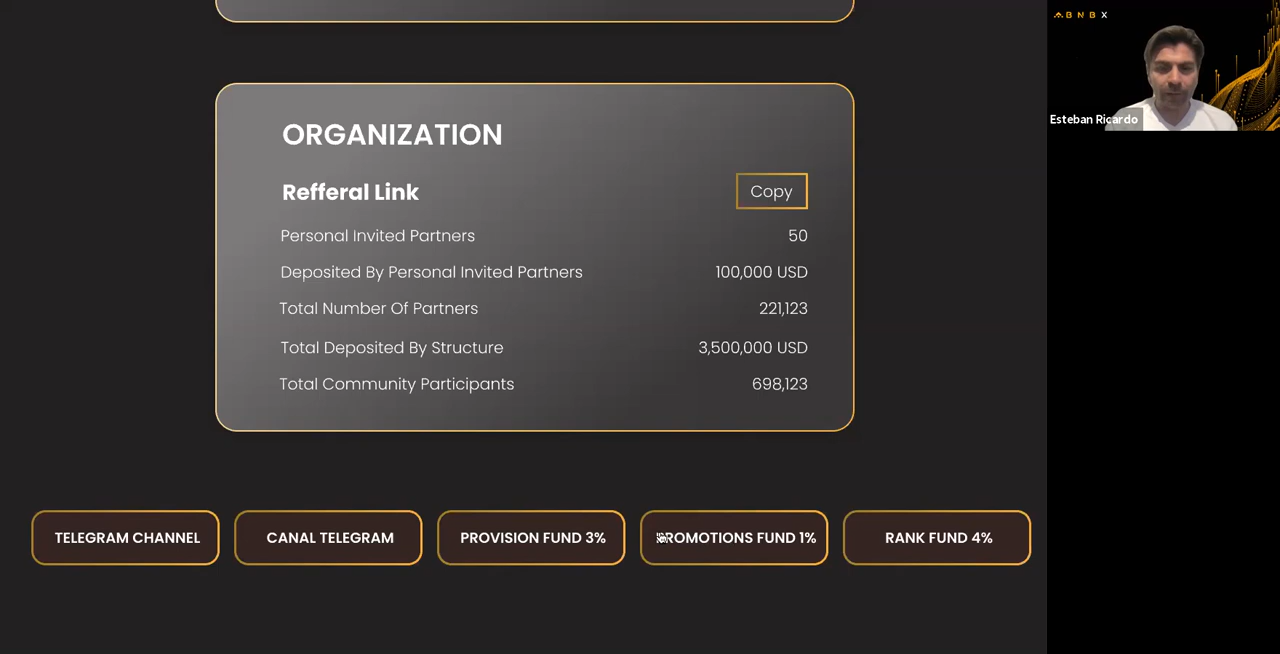 ORGANIZATION
Refferal Link Copy
Personal Invited Partners 50
Deposited By Personal Invited Partners 100,000 USD
Total Number Of Partners 221,123
Total Deposited By Structure 3,500,000 USD
Total Community Participants 698,123
TELEGRAM CHANNEL CANAL TELEGRAM PROVISION FUND 3% PROMOTIONS FUND 1% RANK FUND 4%
BNBX
Esteban Ricardo